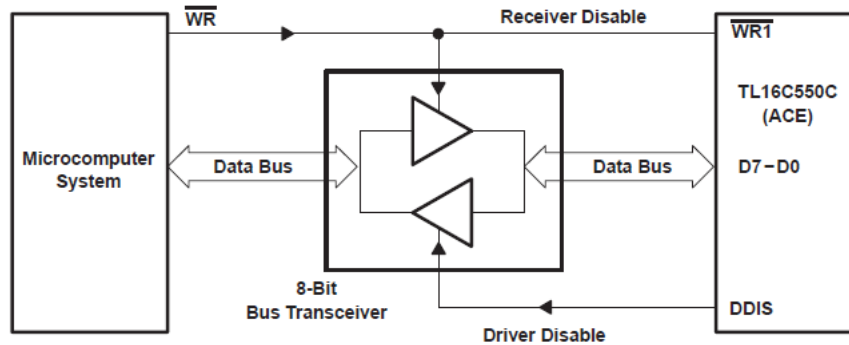 WR
Receiver Disable
WR1
TL16C550C
(ACE)
Microcomputer
System
Data Bus
Data Bus
D7−D0
8-Bit
Bus Transceiver
DDIS
Driver Disable